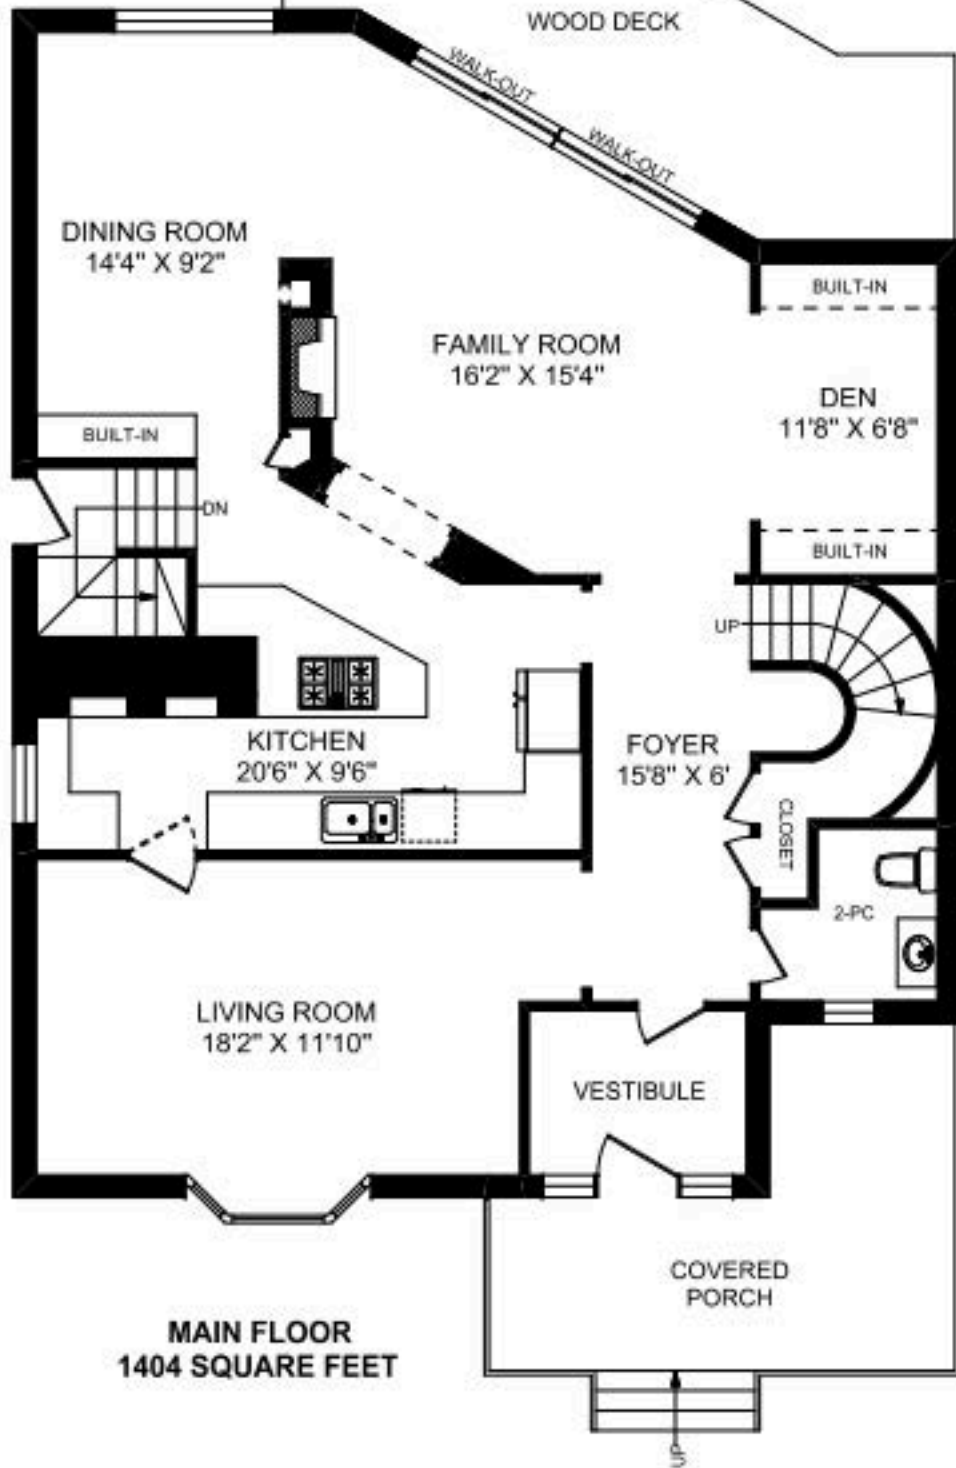 WOOD DECK
WALK-OUT
WALK-OUT
DINING ROOM
14'4" X 9'2"
BUILT-IN
FAMILY ROOM
16'2" X 15'4"
DEN
11'8" X 6'8"
BUILT-IN
BUILT-IN
DN
UP
KITCHEN
20'6" X 9'6"
FOYER
15'8" X 6'
CLOSET
2-PC
LIVING ROOM
18'2" X 11'10"
VESTIBULE
COVERED
PORCH
MAIN FLOOR
1404 SQUARE FEET